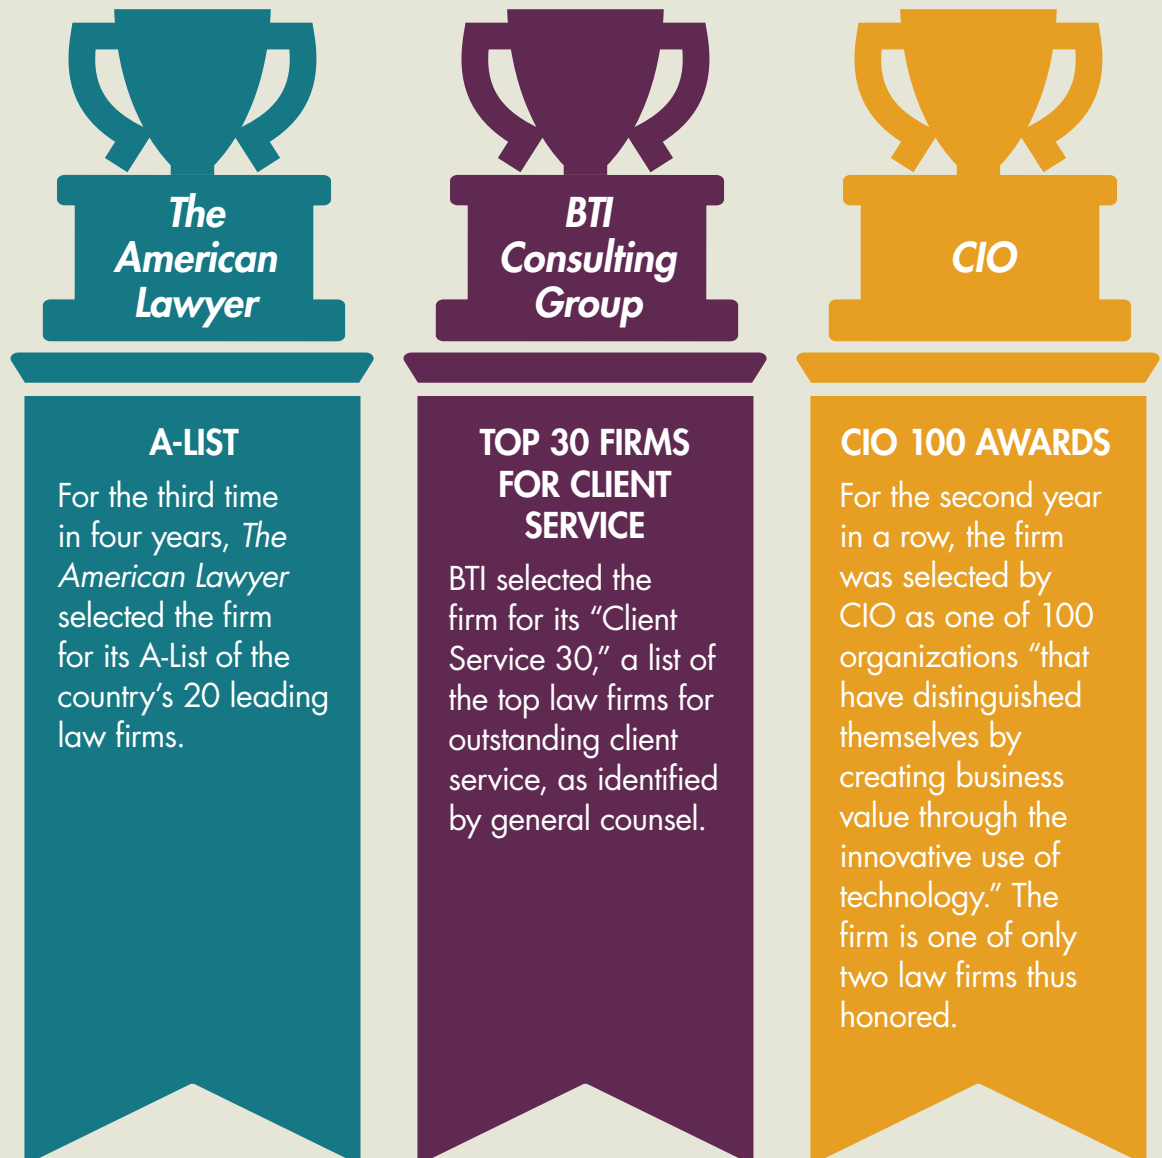 The
American
Lawyer
A-LIST
For the third time
in four years, The
American Lawyer
selected the firm
for its A-List of the
country’s 20 leading
law firms.
BTI
Consulting
Group
TOP 30 FIRMS
FOR CLIENT
SERVICE
BTI selected the
firm for its “Client
Service 30,” a list of
the top law firms for
outstanding client
service, as identified
by general counsel.
CIO
CIO 100 AWARDS
For the second year
in a row, the firm
was selected by
CIO as one of 100
organizations “that
have distinguished
themselves by
creating business
value through the
innovative use of
technology.” The
firm is one of only
two law firms thus
honored.